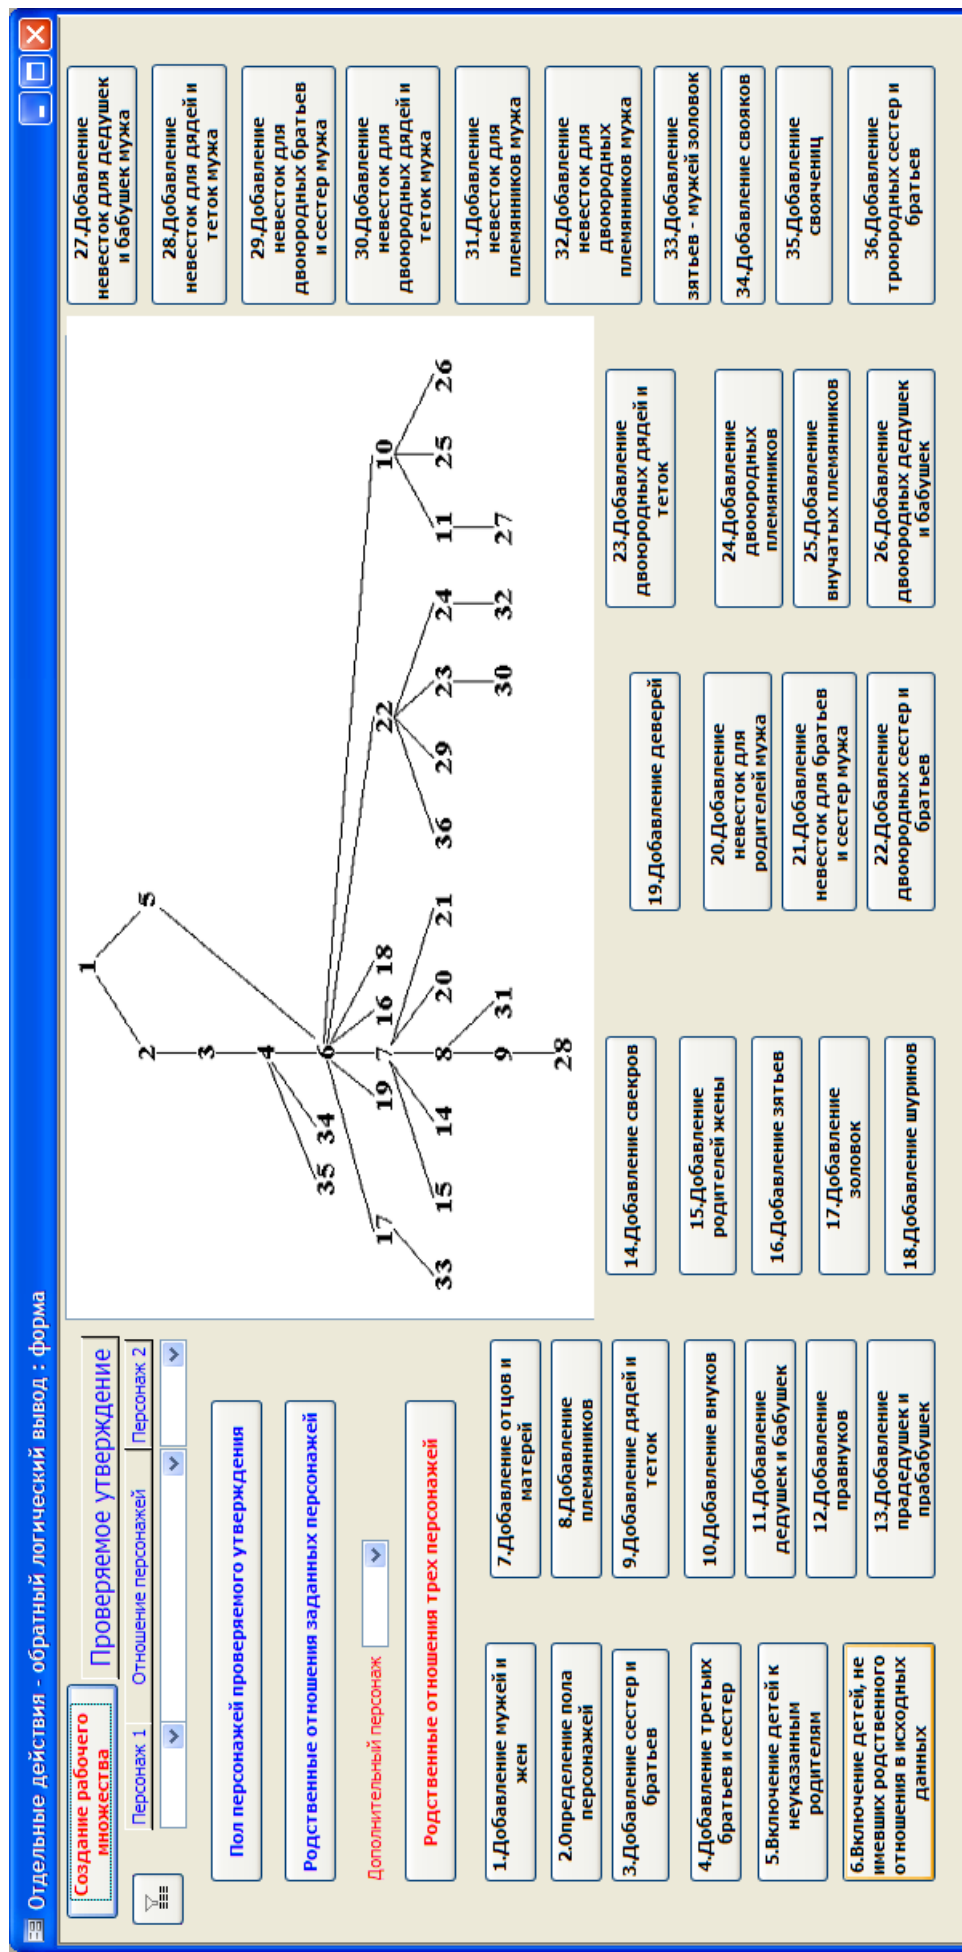 Отдельные действия - обратный логический вывод : форма
Создание рабочего
множества
Проверяемое утверждение
Персонаж 1
Отношение персонажей
Персонаж 2
Пол персонажей проверяемого утверждения
Родственные отношения заданных персонажей
Дополнительный персонаж
Родственные отношения трех персонажей
1
2
5
3
4
35
34
6
17
19
7
16
18
22
10
33
15
14
8
20
21
36
29
23
24
11
25
26
9
31
30
32
27
28
1.Добавление мужей и
жен
2.Определение пола
персонажей
3.Добавление сестер и
братьев
4.Добавление третьих
братьев и сестер
5.Включение детей к
неуказанным
родителям
6.Включение детей, не
имевших родственного
отношения в исходных
данных
7.Добавление отцов и
матерей
8.Добавление
племянников
9.Добавление дядей и
теток
10.Добавление внуков
11.Добавление
дедушек и бабушек
12.Добавление
правнуков
13.Добавление
прадедушек и
прабабушек
14.Добавление свекров
15.Добавление
родителей жены
16.Добавление зятьев
17.Добавление
золовок
18.Добавление шуринов
19.Добавление деверей
20.Добавление
невесток для
родителей мужа
21.Добавление
невесток для братьев
и сестер мужа
22.Добавление
двоюродных сестер и
братьев
23.Добавление
двоюродных дядей и
теток
24.Добавление
двоюродных
племянников
25.Добавление
внучатых племянников
26.Добавление
двоюродных дедушек
и бабушек
27.Добавление
невесток для дедушек
и бабушек мужа
28.Добавление
невесток для дядей и
теток мужа
29.Добавление
невесток для
двоюродных братьев
и сестер мужа
30.Добавление
невесток для
двоюродных дядей и
теток мужа
31.Добавление
невесток для
племянников мужа
32.Добавление
невесток для
двоюродных
племянников мужа
33.Добавление
зятьев - мужей золовок
34.Добавление свояков
35.Добавление
своячениц
36.Добавление
троюродных сестер и
братьев